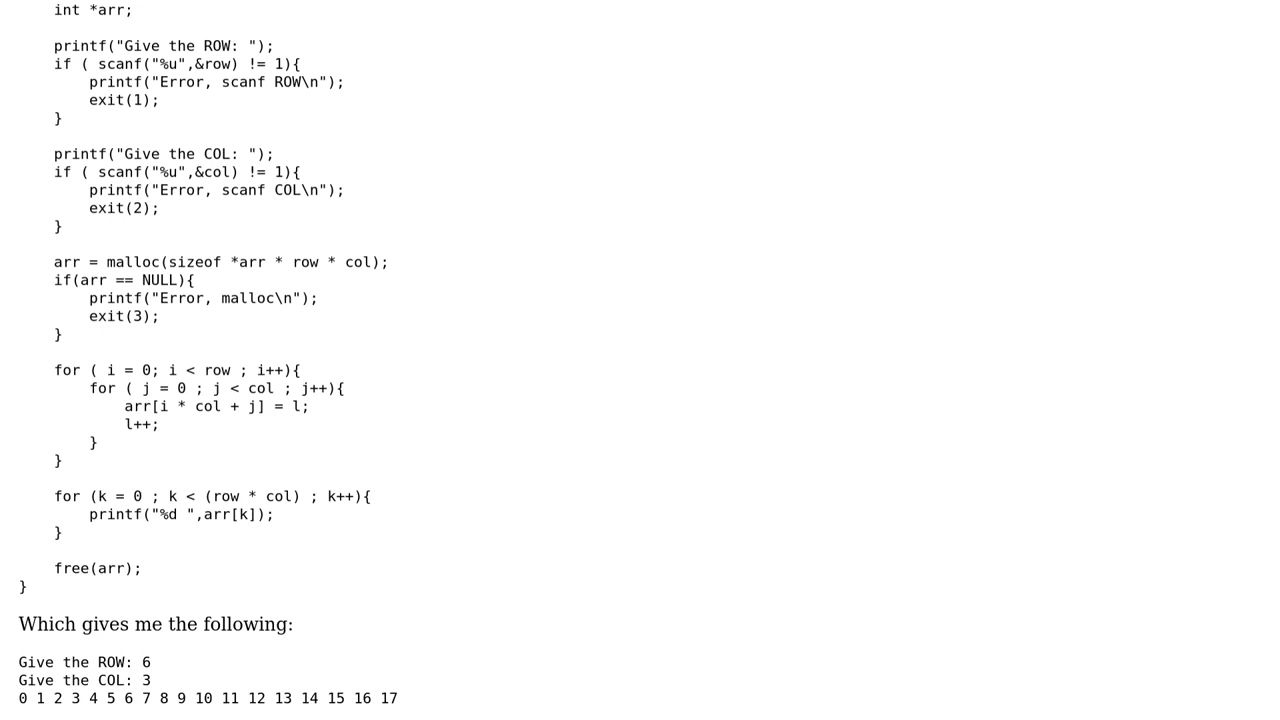 int *arr;

    printf("Give the ROW: ");
    if ( scanf("%u",&row) != 1){
        printf("Error, scanf ROW\n");
        exit(1);
    }

    printf("Give the COL: ");
    if ( scanf("%u",&col) != 1){
        printf("Error, scanf COL\n");
        exit(2);
    }

    arr = malloc(sizeof *arr * row * col);
    if(arr == NULL){
        printf("Error, malloc\n");
        exit(3);
    }

    for ( i = 0; i < row ; i++){
        for ( j = 0 ; j < col ; j++){
            arr[i * col + j] = l;
            l++;
        }
    }

    for (k = 0 ; k < (row * col) ; k++){
        printf("%d ",arr[k]);
    }

    free(arr);
}
Which gives me the following:
Give the ROW: 6
Give the COL: 3
0 1 2 3 4 5 6 7 8 9 10 11 12 13 14 15 16 17